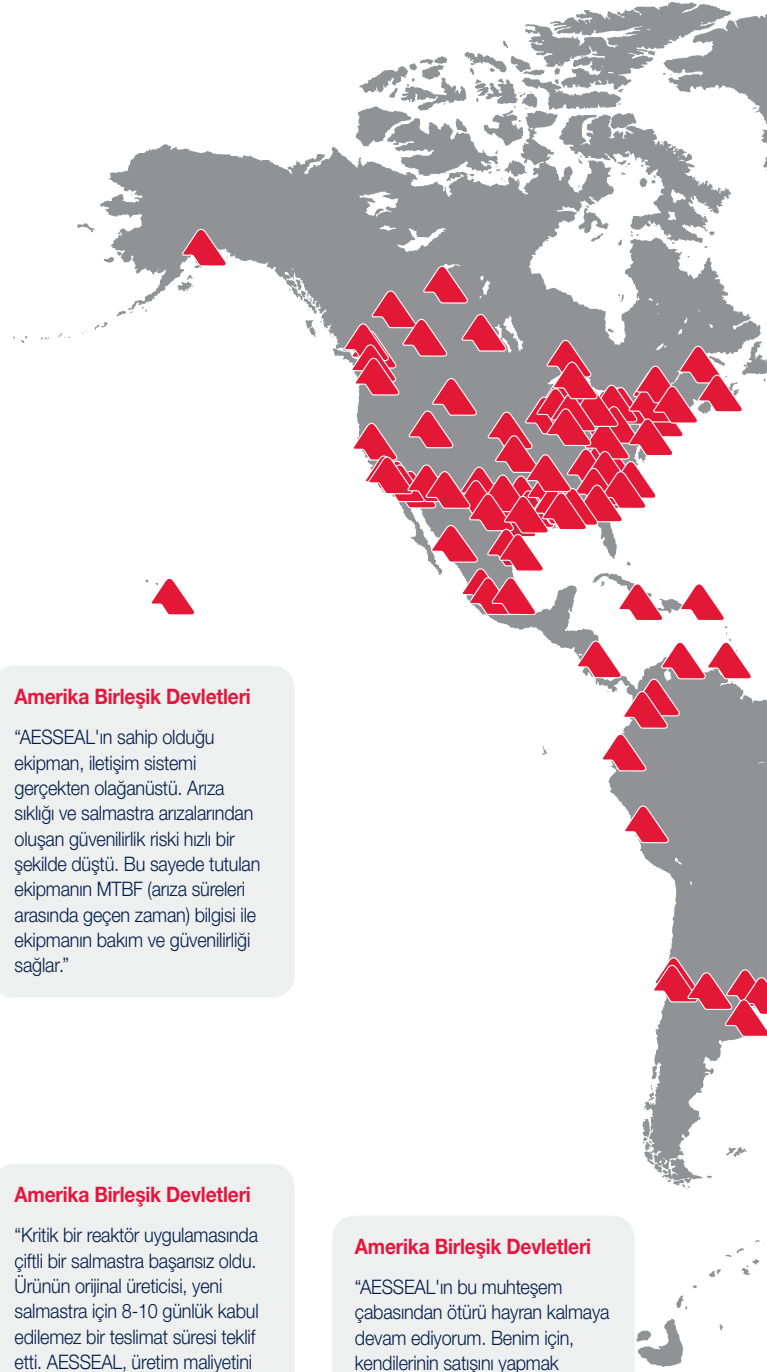 Amerika Birleşik Devletleri
“AESSEAL'ın sahip olduğu
ekipman, iletişim sistemi
gerçekten olağanüstü. Arıza
sıklığı ve salmastra arızalarından
oluşan güvenilirlik riski hızlı bir
şekilde düştü. Bu sayede tutulan
ekipmanın MTBF (arıza süreleri
arasında geçen zaman) bilgisi ile
ekipmanın bakım ve güvenilirliği
sağlar.”
Amerika Birleşik Devletleri
“Kritik bir reaktör uygulamasında
çiftli bir salmastra başarısız oldu.
Ürünün orijinal üreticisi, yeni
salmastra için 8-10 günlük kabul
edilemez bir teslimat süresi teklif
etti. AESSEAL, üretim maliyetini
Amerika Birleşik Devletleri
“AESSEAL'ın bu muhteşem
çabasından ötürü hayran kalmaya
devam ediyorum. Benim için,
kendilerinin satışını yapmak